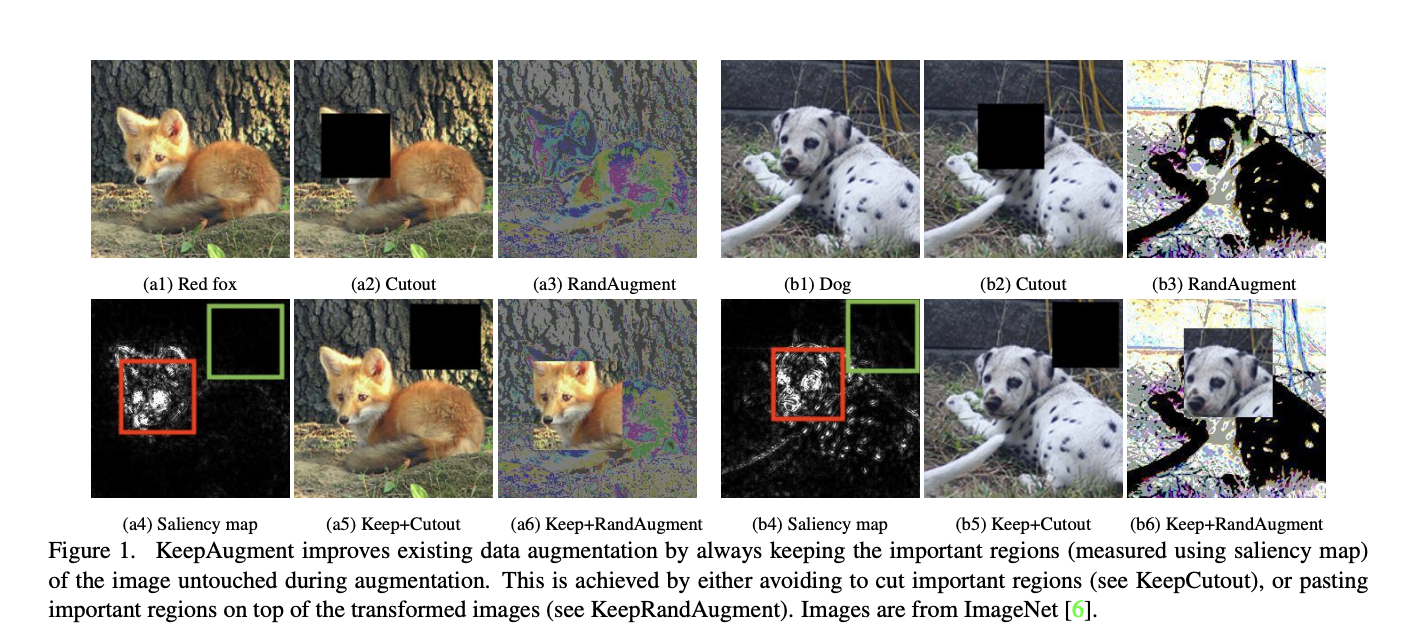 (a1) Red fox
(a2) Cutout
(a3) RandAugment
(b1) Dog
(b2) Cutout
(b3) RandAugment
(a4) Saliency map
(a5) Keep+Cutout
(a6) Keep+RandAugment
(b4) Saliency map
(b5) Keep+Cutout
(b6) Keep+RandAugment
Figure 1. KeepAugment improves existing data augmentation by always keeping the important regions (measured using saliency map)
of the image untouched during augmentation. This is achieved by either avoiding to cut important regions (see KeepCutout), or pasting
important regions on top of the transformed images (see KeepRandAugment). Images are from ImageNet [6].